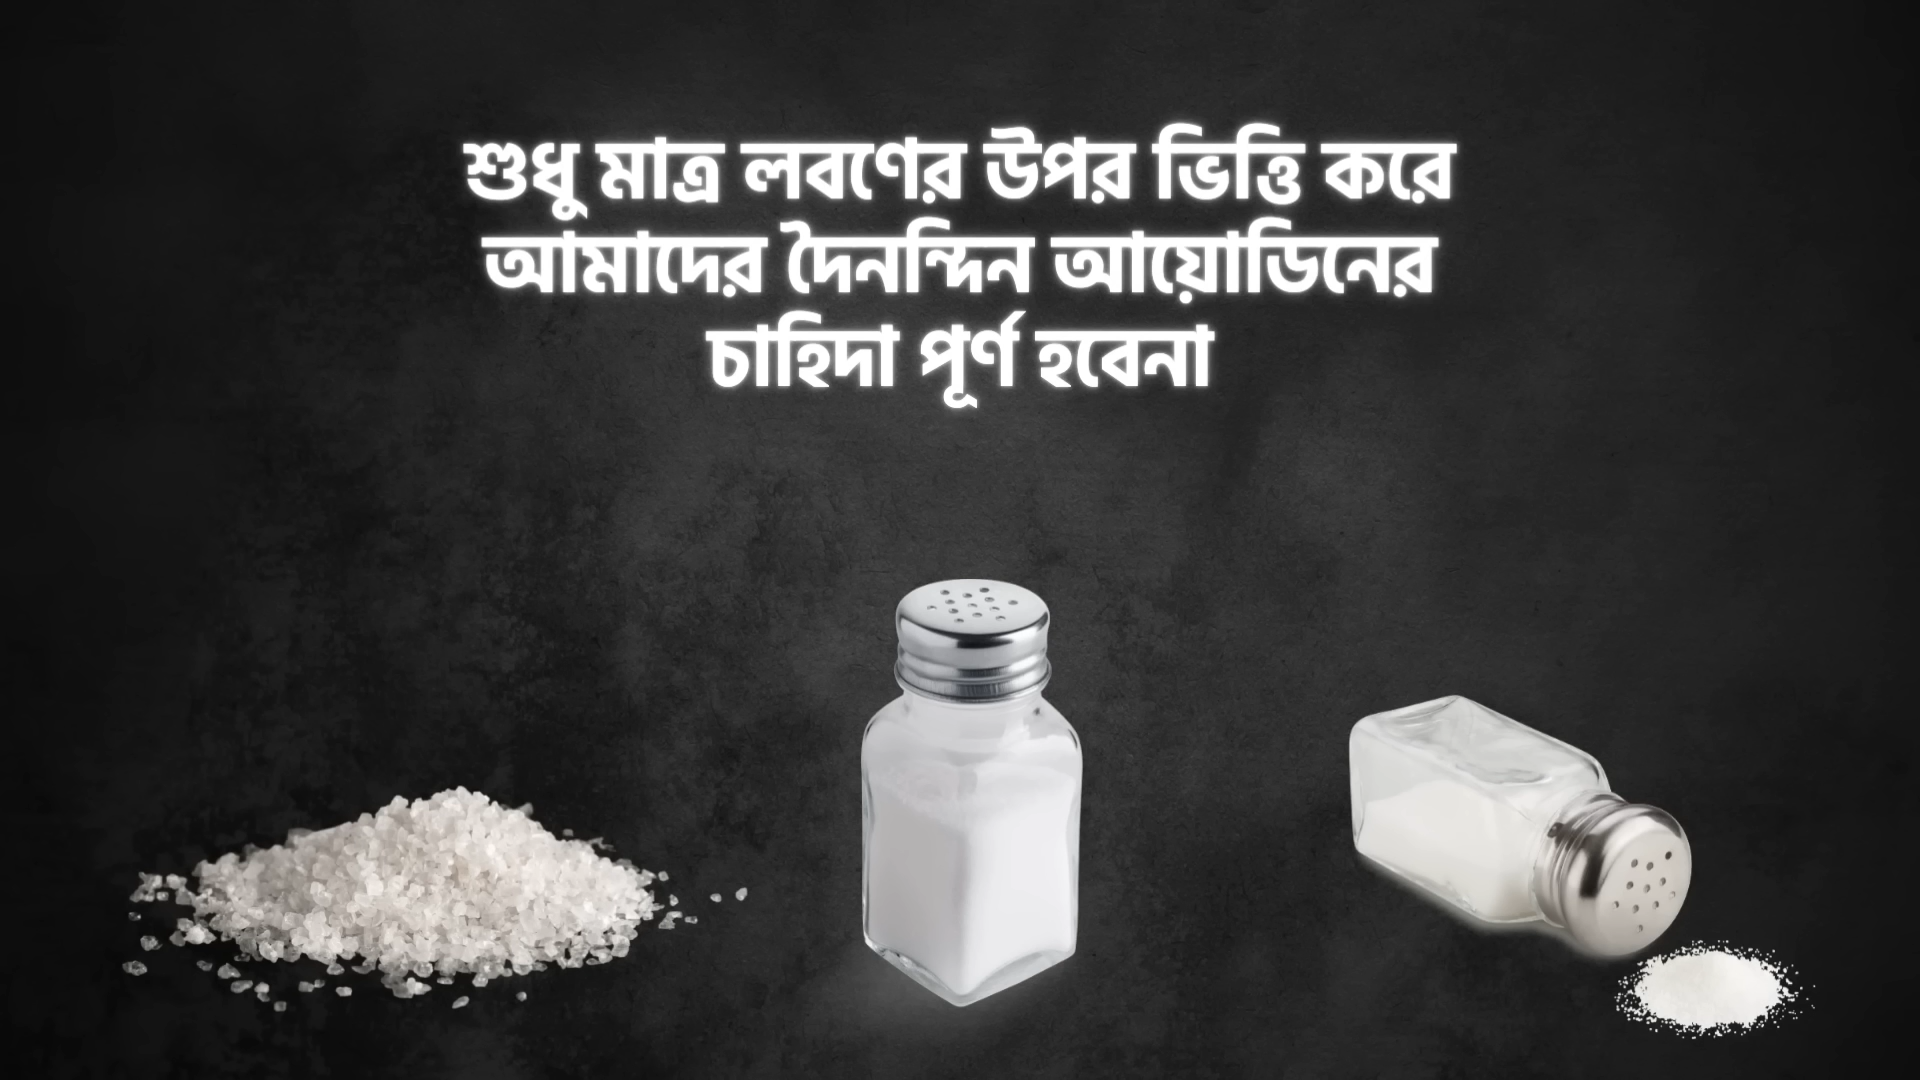 শুধু মাত্র লবণের উপর ভিত্তি করে
আমাদের দৈনন্দিন আয়োডিনের
চাহিদা পূর্ণ হবেনা